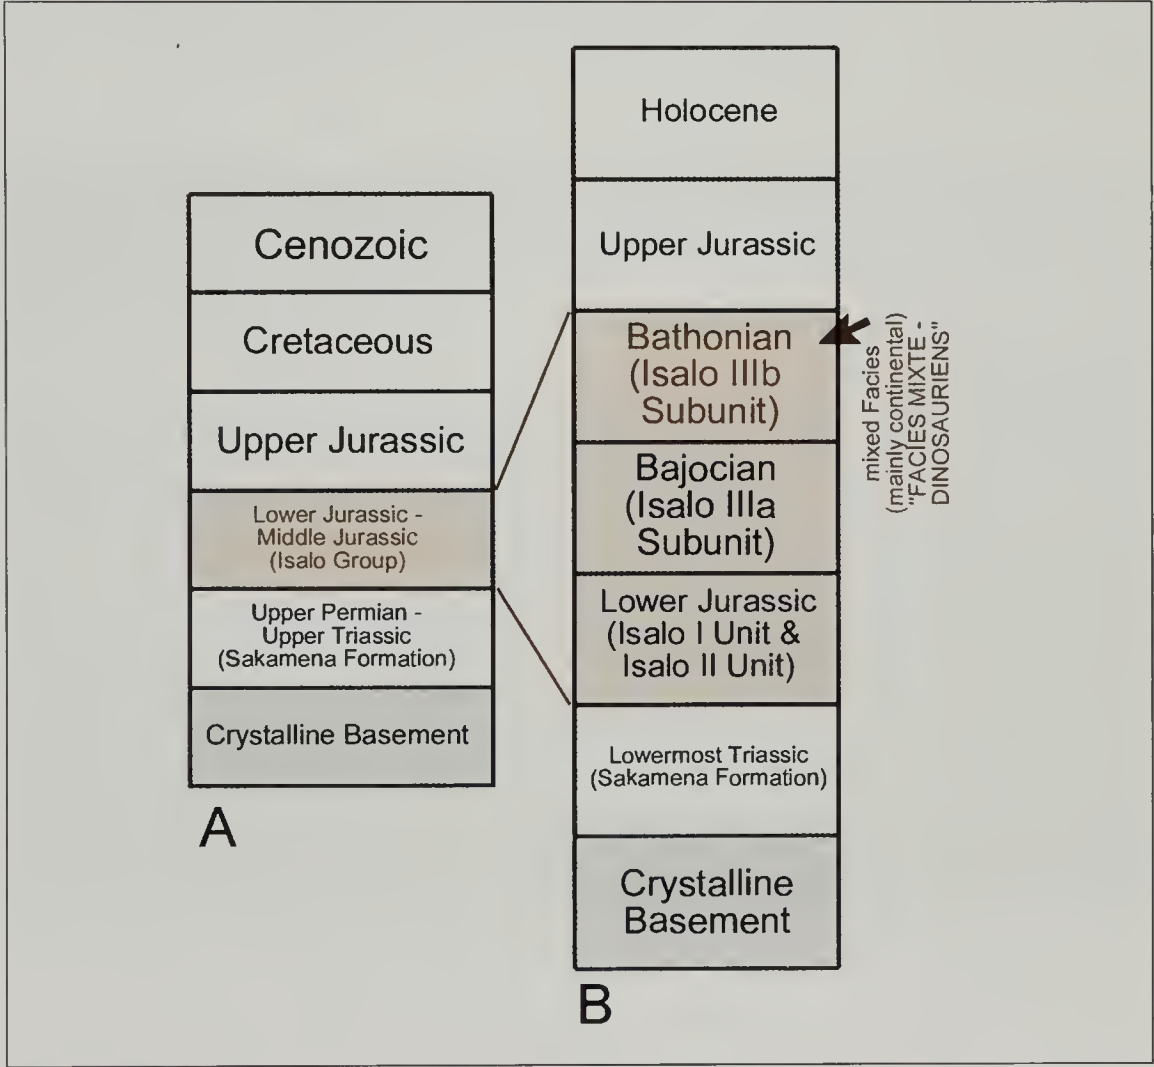 Cenozoic
Cretaceous
Upper Jurassic
Lower Jurassic -
Middle Jurassic
(Isalo Group)
Upper Permian -
Upper Triassic
(Sakamena Formation)
Crystalline Basement
A
Holocene
Upper Jurassic
Bathonian
(Isalo IIIb
Subunit)
Bajocian
(Isalo IIIa
Subunit)
Lower Jurassic
(Isalo I Unit &
Isalo II Unit)
Lowermost Triassic
(Sakamena Formation)
Crystalline
Basement
B
mixed Facies
(mainly continental)
"FACIES MIXTE -
DINOSAURIENS"